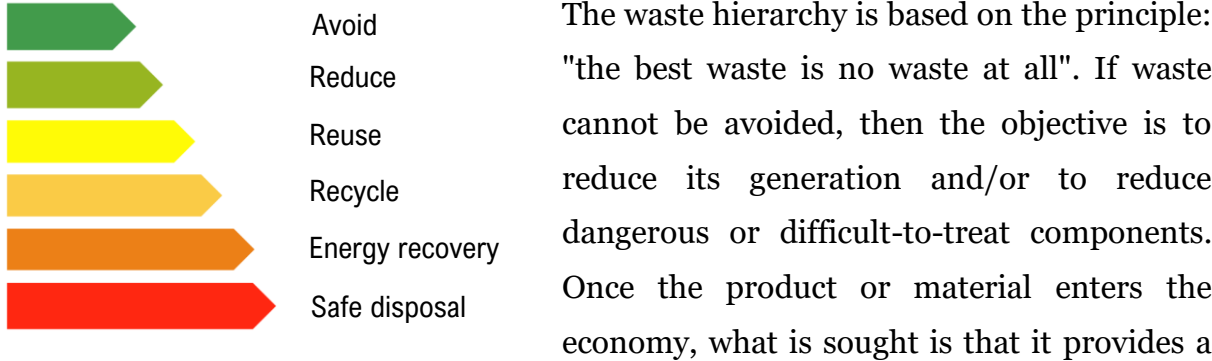 Avoid
Reduce
Reuse
Recycle
Energy recovery
Safe disposal
The waste hierarchy is based on the principle:
"the best waste is no waste at all". If waste
cannot be avoided, then the objective is to
reduce its generation and/or to reduce
dangerous or difficult-to-treat components.
Once the product or material enters the
economy, what is sought is that it provides a